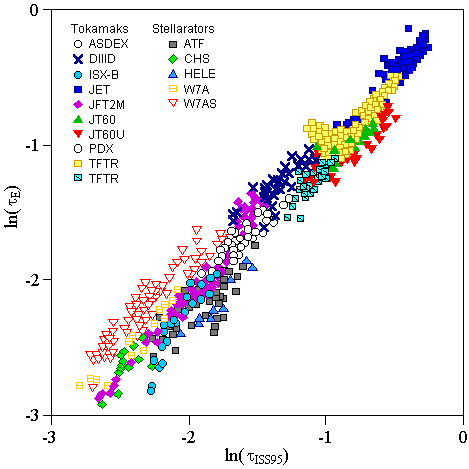 0
Tokamaks Stellarators
ASDEX ATF
DIIID CHS
ISX-B HELE
JET W7A
JFT2M W7AS
JT60
JT60U
PDX
TFTR
TFTR
-1
ln( τE)
-2
-3
-3 -2 -1 0
ln( τISS95)